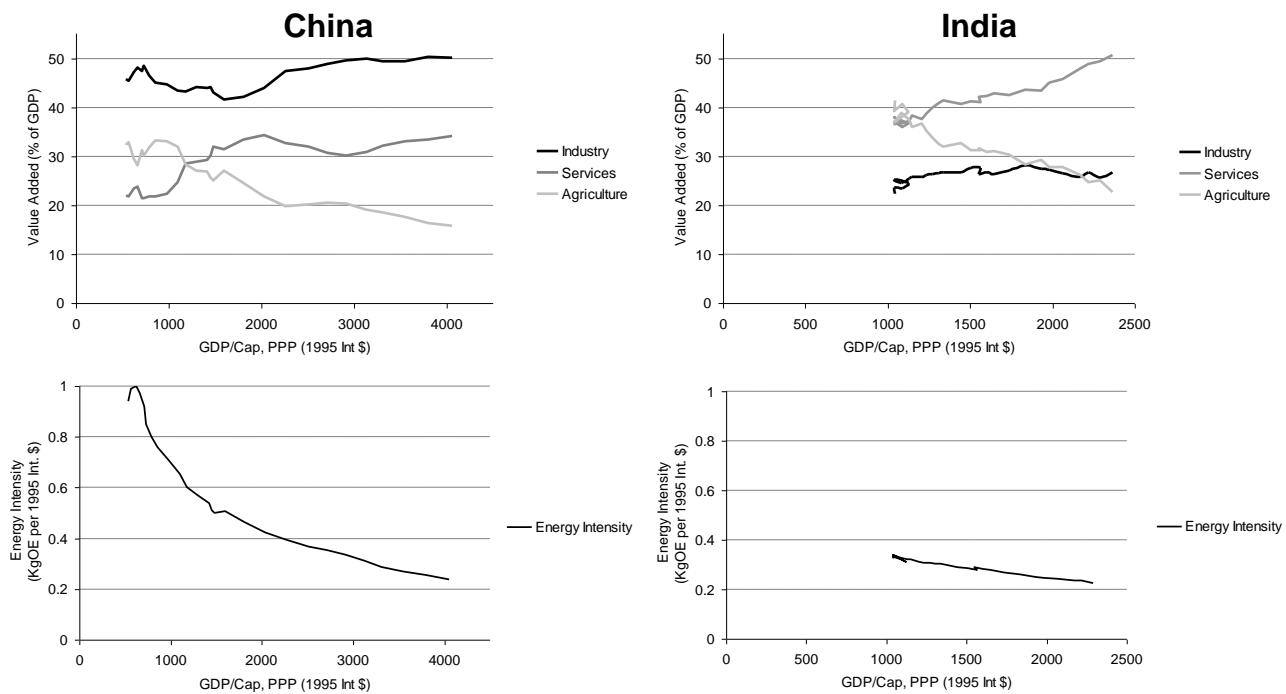 China
Value Added (% of GDP)
50
40
30
20
10
0
0 1000 2000 3000 4000
GDP/Cap, PPP (1995 Int $)
Industry
Services
Agriculture
India
Value Added (% of GDP)
50
40
30
20
10
0
0 500 1000 1500 2000 2500
GDP/Cap, PPP (1995 Int $)
Industry
Services
Agriculture
Energy Intensity
(KgOE per 1995 Int. $)
1
0.8
0.6
0.4
0.2
0
0 1000 2000 3000 4000
GDP/Cap, PPP (1995 Int $)
Energy Intensity
Energy Intensity
(KgOE per 1995 Int. $)
1
0.8
0.6
0.4
0.2
0
0 500 1000 1500 2000 2500
GDP/Cap, PPP (1995 Int $)
Energy Intensity